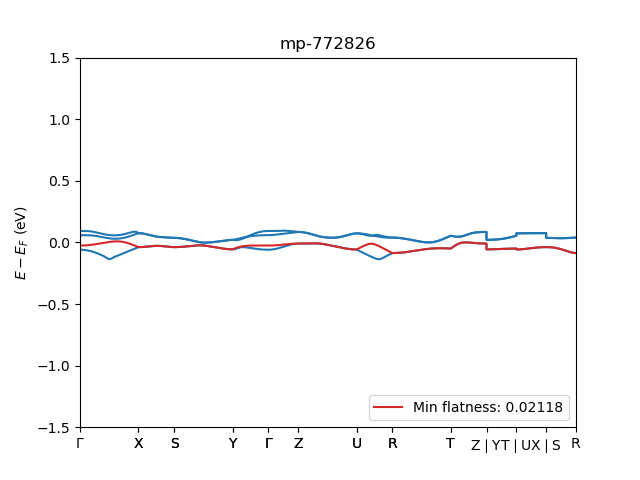 mp-772826
E − E_F (eV)
1.5
1.0
0.5
0.0
−0.5
−1.0
−1.5
Min flatness: 0.02118
Γ X S Y Γ Z U R T Z | YT | UX | S R